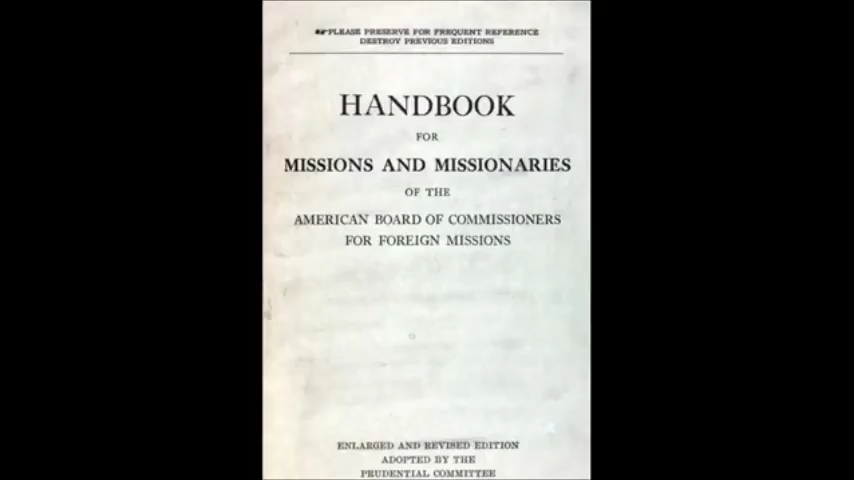 PLEASE PRESERVE FOR FREQUENT REFERENCE
DESTROY PREVIOUS EDITIONS
HANDBOOK
FOR
MISSIONS AND MISSIONARIES
OF THE
AMERICAN BOARD OF COMMISSIONERS
FOR FOREIGN MISSIONS
ENLARGED AND REVISED EDITION
ADOPTED BY THE
PRUDENTIAL COMMITTEE